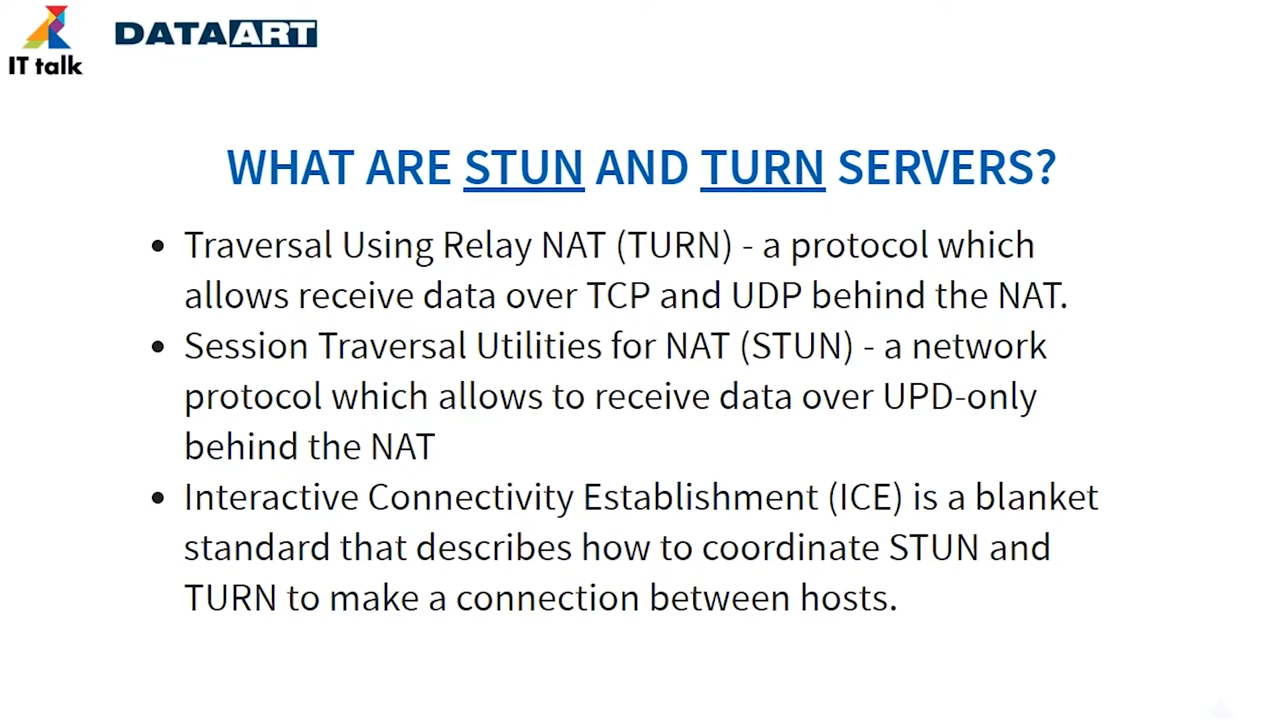 IT talk
DATAART
WHAT ARE STUN AND TURN SERVERS?
• Traversal Using Relay NAT (TURN) - a protocol which
allows receive data over TCP and UDP behind the NAT.
• Session Traversal Utilities for NAT (STUN) - a network
protocol which allows to receive data over UPD-only
behind the NAT
• Interactive Connectivity Establishment (ICE) is a blanket
standard that describes how to coordinate STUN and
TURN to make a connection between hosts.